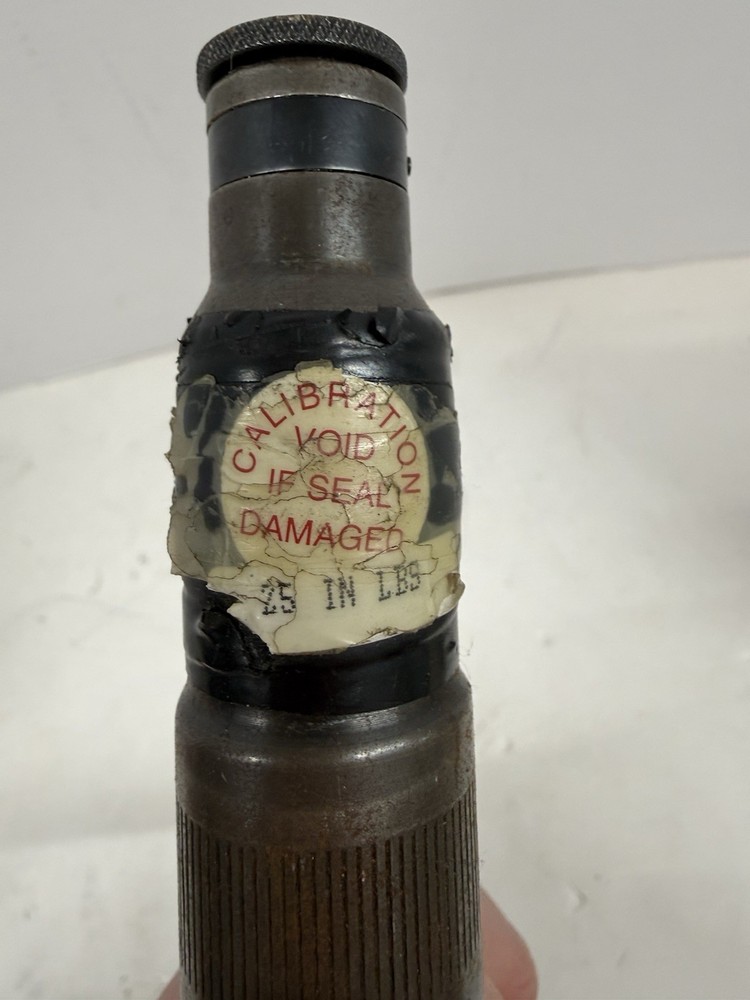 CALIBRATION
VOID
IF SEAL
DAMAGED
25 IN LBS